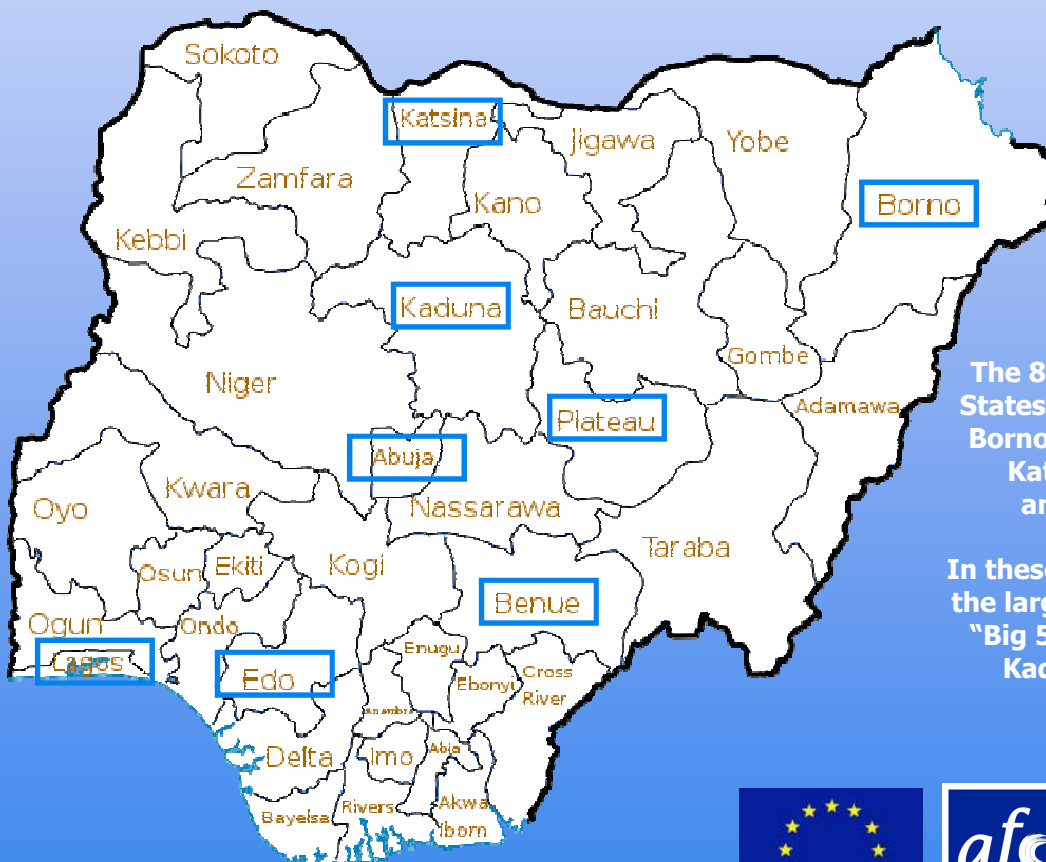 Sokoto
Katsina
Jigawa
Yobe
Zamfara
Kano
Borno
Kebbi
Kaduna
Bauchi
Gombe
Niger
Adamawa
Plateau
Abuja
Kwara
Nassarawa
Oyo
Taraba
Osun
Ekiti
Kogi
Benue
Ogun
Ondo
Lagos
Edo
Enugu
Ebonyi
Cross
River
Delta
Imo
Abia
Bayelsa
Rivers
Akwa
Ibom
The 8
States
Borno
Kat
an
In these
the larg
“Big 5
Kad
af